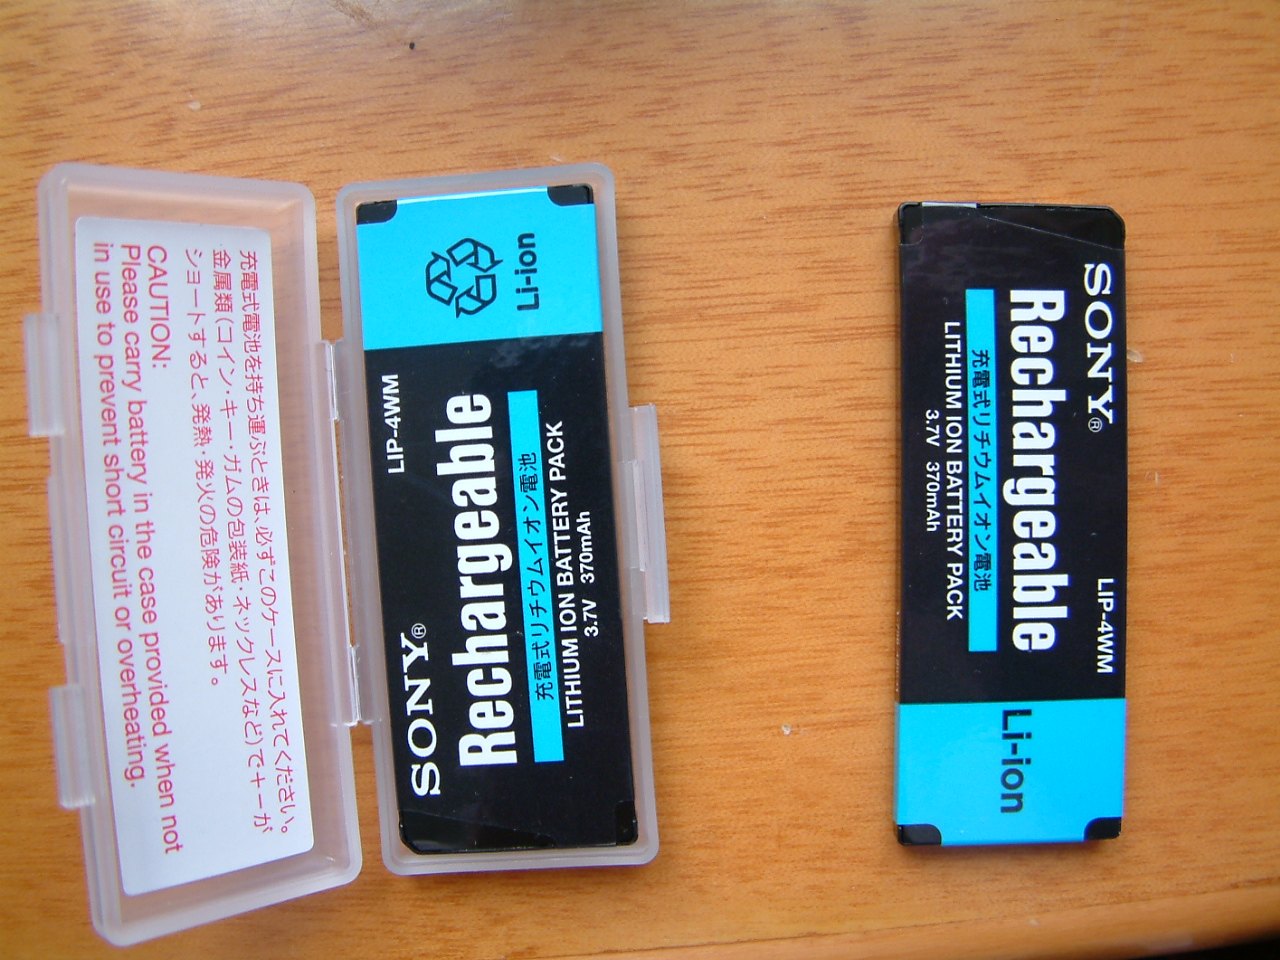 充電式電池を持ち運ぶときは、必ずこのケースに入れてください。
金属類(コイン・キー・ガムの包装紙・ネックレスなど)でキーが
ショートすると、発熱・発火の危険があります。
CAUTION:
Please carry battery in the case provided when not
in use to prevent short circuit or overheating.
SONY® LIP-4WM
Rechargeable
充電式リチウムイオン電池
LITHIUM ION BATTERY PACK
3.7V 370mAh
Li-ion
SONY® LIP-4WM
Rechargeable
充電式リチウムイオン電池
LITHIUM ION BATTERY PACK
3.7V 370mAh
Li-ion